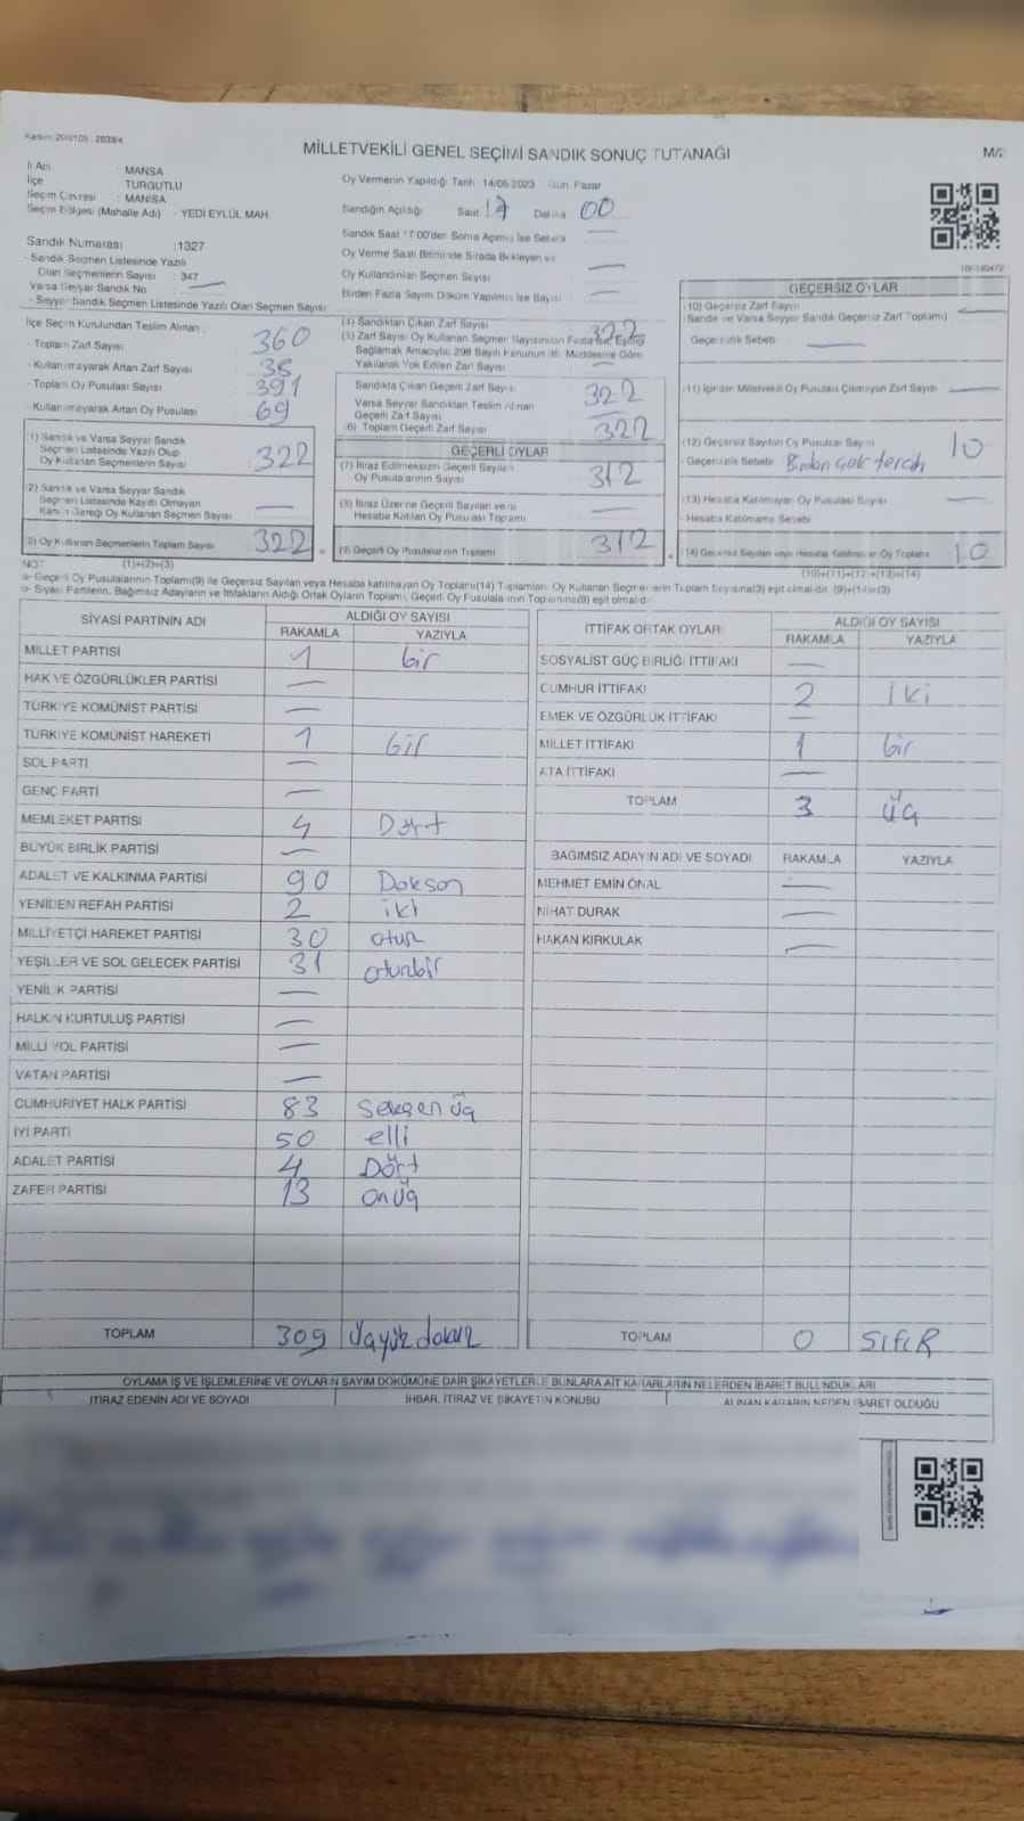 MİLLETVEKİLİ GENEL SEÇİMİ SANDIK SONUÇ TUTANAĞI
İl Adı : MANİSA
İlçe : TURGUTLU
Seçim Çevresi : MANİSA
Seçim Bölgesi (Mahalle Adı) : YEDİ EYLÜL MAH.
Sandık Numarası : 1327
Sandık Seçmen Listesinde Yazılı
Olan Seçmenlerin Sayısı : 347
Varsa Seyyar Sandık No
Seyyar Sandık Seçmen Listesinde Yazılı Olan Seçmen Sayısı
Oy Vermenin Yapıldığı Tarih 14/05/2023 Gün Pazar
Sandığın Açıldığı Saat 17 Dakika 00
Sandık Saat 17:00'den Sonra Açılmış İse Sebebi
Oy Verme Saati Bitiminde Sırada Bekleyen ve
Oy Kullandırılan Seçmen Sayısı
Birden Fazla Sayım Döküm Yapılmış İse Sayısı
İlçe Seçim Kurulundan Teslim Alınan
- Toplam Zarf Sayısı 360
- Kullanılmayarak Artan Zarf Sayısı 38
- Toplam Oy Pusulası Sayısı 391
- Kullanılmayarak Artan Oy Pusulası 69
(1) Sandık ve Varsa Seyyar Sandık
Seçmen Listesinde Yazılı Olup
Oy Kullanan Seçmenlerin Sayısı 322
(2) Sandık ve Varsa Seyyar Sandık
Seçmen Listesinde Kayıtlı Olmayan
Kanun Gereği Oy Kullanan Seçmen Sayısı
(3) Oy Kullanan Seçmenlerin Toplam Sayısı 322
(1)+(2)=(3)
(4) Sandıktan Çıkan Zarf Sayısı 322
(5) Zarf Sayısı Oy Kullanan Seçmen Sayısından Fazla İse, Eşitliği
Sağlamak Amacıyla, 298 Sayılı Kanunun Maddesine Göre
Yakılarak Yok Edilen Zarf Sayısı
Sandıkta Çıkan Geçerli Zarf Sayısı 322
Varsa Seyyar Sandıktan Teslim Alınan
Geçerli Zarf Sayısı
(6) Toplam Geçerli Zarf Sayısı 322
GEÇERLİ OYLAR
(7) İtiraz Edilmeksizin Geçerli Sayılan
Oy Pusulalarının Sayısı 312
(8) İtiraz Üzerine Geçerli Sayılan veya
Hesaba Katılan Oy Pusulası Toplamı
(9) Geçerli Oy Pusulalarının Toplamı 312
GEÇERSİZ OYLAR
(10) Geçersiz Zarf Sayısı
(Sandık ve Varsa Seyyar Sandık Geçersiz Zarf Toplamı)
Geçersizlik Sebebi
(11) İçinden Milletvekili Oy Pusulası Çıkmayan Zarf Sayısı
(12) Geçersiz Sayılan Oy Pusulası Sayısı 10
Geçersizlik Sebebi Birden çok tercih
(13) Hesaba Katılmayan Oy Pusulası Sayısı
Hesaba Katılmama Sebebi
(14) Geçersiz Sayılan veya Hesaba Katılmayan Oy Toplamı 10
(10)+(11)+(12)+(13)=(14)
NOT:
- Geçerli Oy Pusulalarının Toplamı(9) ile Geçersiz Sayılan veya Hesaba katılmayan Oy Toplamı(14) Toplamları, Oy Kullanan Seçmenlerin Toplam Sayısına(3) eşit olmalıdır. (9)+(14)=(3)
- Siyasi Partilerin, Bağımsız Adayların ve İttifakların Aldığı Ortak Oyların Toplamı, Geçerli Oy Pusulalarının Toplamına(9) eşit olmalıdır.
SİYASİ PARTİNİN ADI ALDIĞI OY SAYISI
RAKAMLA YAZIYLA
MİLLET PARTİSİ 1 bir
HAK VE ÖZGÜRLÜKLER PARTİSİ —
TÜRKİYE KOMÜNİST PARTİSİ —
TÜRKİYE KOMÜNİST HAREKETİ 1 bir
SOL PARTİ —
GENÇ PARTİ —
MEMLEKET PARTİSİ 4 Dört
BÜYÜK BİRLİK PARTİSİ —
ADALET VE KALKINMA PARTİSİ 90 Doksan
YENİDEN REFAH PARTİSİ 2 iki
MİLLİYETÇİ HAREKET PARTİSİ 30 otuz
YEŞİLLER VE SOL GELECEK PARTİSİ 31 otuzbir
YENİLİK PARTİSİ —
HALKIN KURTULUŞ PARTİSİ —
MİLLİ YOL PARTİSİ —
VATAN PARTİSİ —
CUMHURİYET HALK PARTİSİ 83 Seksen üç
İYİ PARTİ 50 elli
ADALET PARTİSİ 4 Dört
ZAFER PARTİSİ 13 onüç
TOPLAM 309 Üçyüz dokuz
İTTİFAK ORTAK OYLARI ALDIĞI OY SAYISI
RAKAMLA YAZIYLA
SOSYALİST GÜÇ BİRLİĞİ İTTİFAKI —
CUMHUR İTTİFAKI 2 iki
EMEK VE ÖZGÜRLÜK İTTİFAKI —
MİLLET İTTİFAKI 1 bir
ATA İTTİFAKI —
TOPLAM 3 üç
BAĞIMSIZ ADAYIN ADI VE SOYADI RAKAMLA YAZIYLA
MEHMET EMİN ÖNAL —
NİHAT DURAK —
HAKAN KIRKULAK —
TOPLAM 0 SIFIR
OYLAMA İŞ VE İŞLEMLERİNE VE OYLARIN SAYIM DÖKÜMÜNE DAİR ŞİKAYETLERLE BUNLARA AİT KARARLARIN NELERDEN İBARET BULUNDUKLARI
İTİRAZ EDENİN ADI VE SOYADI İHBAR, İTİRAZ VE ŞİKAYETİN KONUSU ALINAN KARARIN NEDEN İBARET OLDUĞU